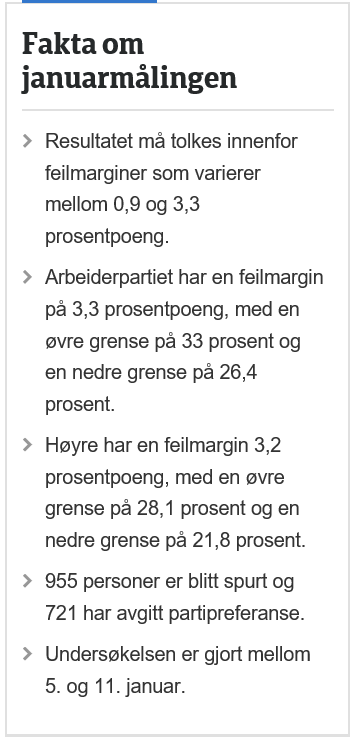 Fakta om
januarmålingen
Resultatet må tolkes innenfor
feilmarginer som varierer
mellom 0,9 og 3,3
prosentpoeng.
Arbeiderpartiet har en feilmargin
på 3,3 prosentpoeng, med en
øvre grense på 33 prosent og
en nedre grense på 26,4
prosent.
Høyre har en feilmargin 3,2
prosentpoeng, med en øvre
grense på 28,1 prosent og en
nedre grense på 21,8 prosent.
955 personer er blitt spurt og
721 har avgitt partipreferanse.
Undersøkelsen er gjort mellom
5. og 11. januar.